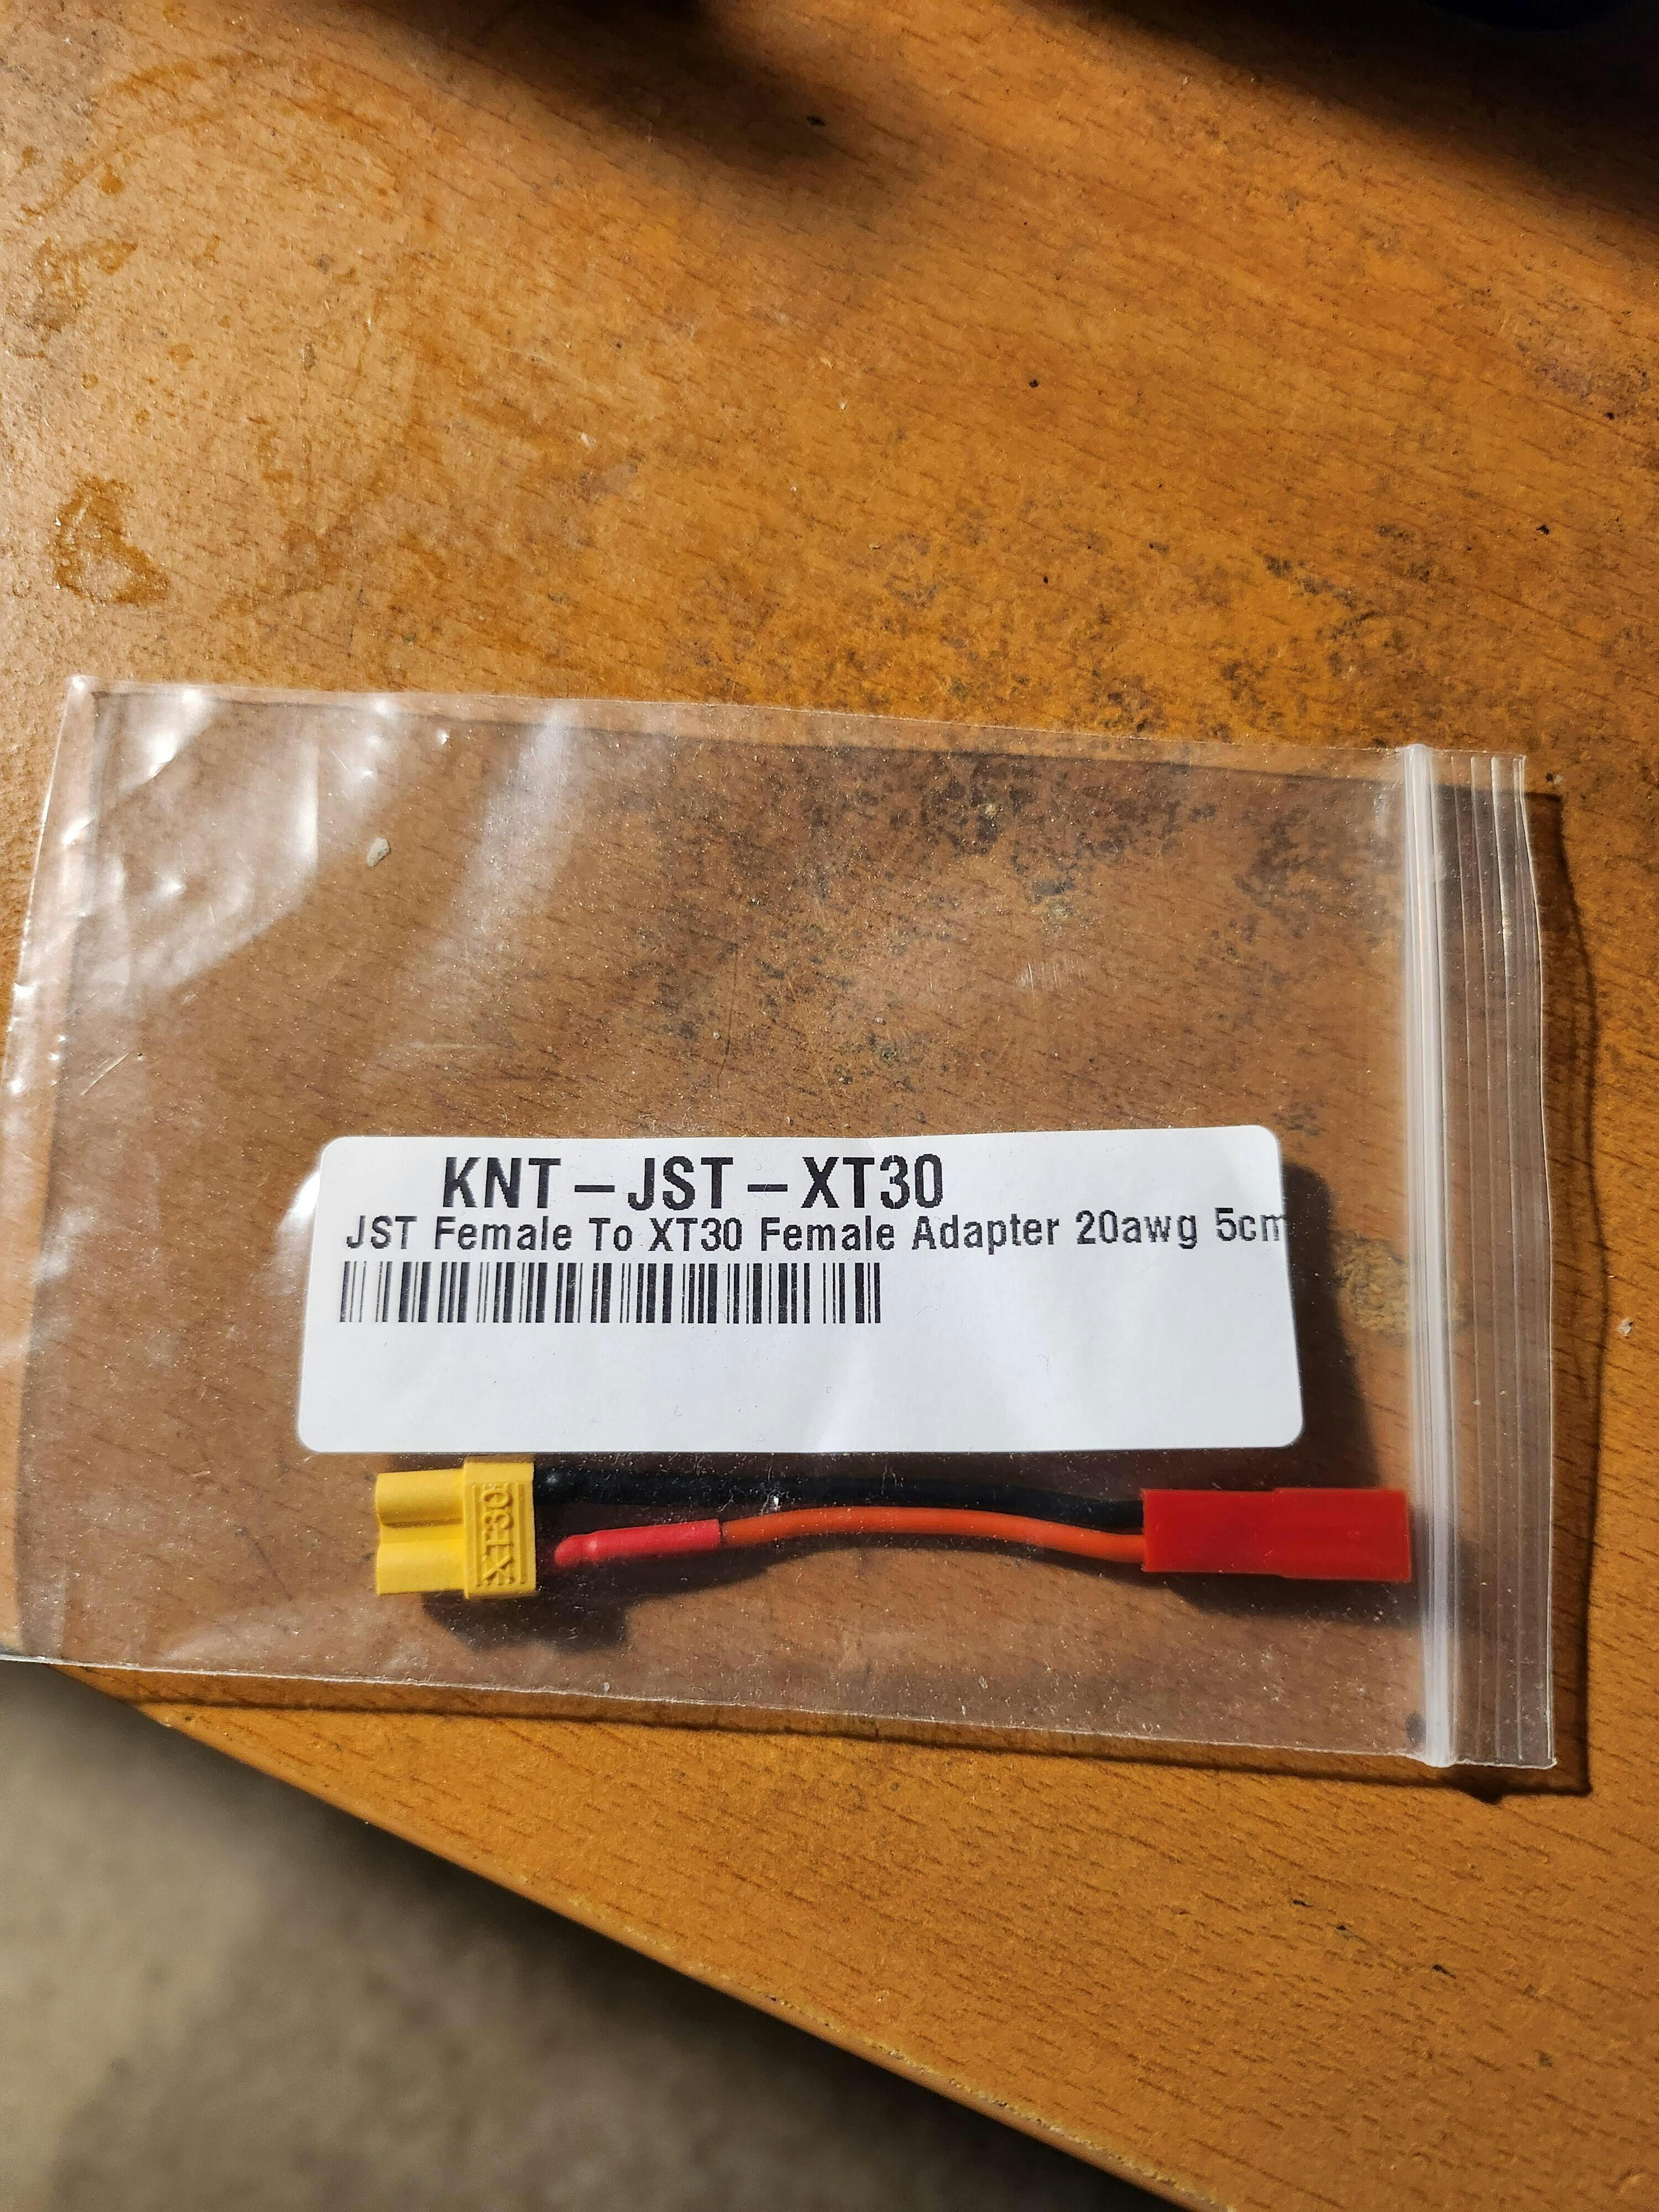 KNT-JST-XT30
JST Female To XT30 Female Adapter 20awg 5cm
XT30